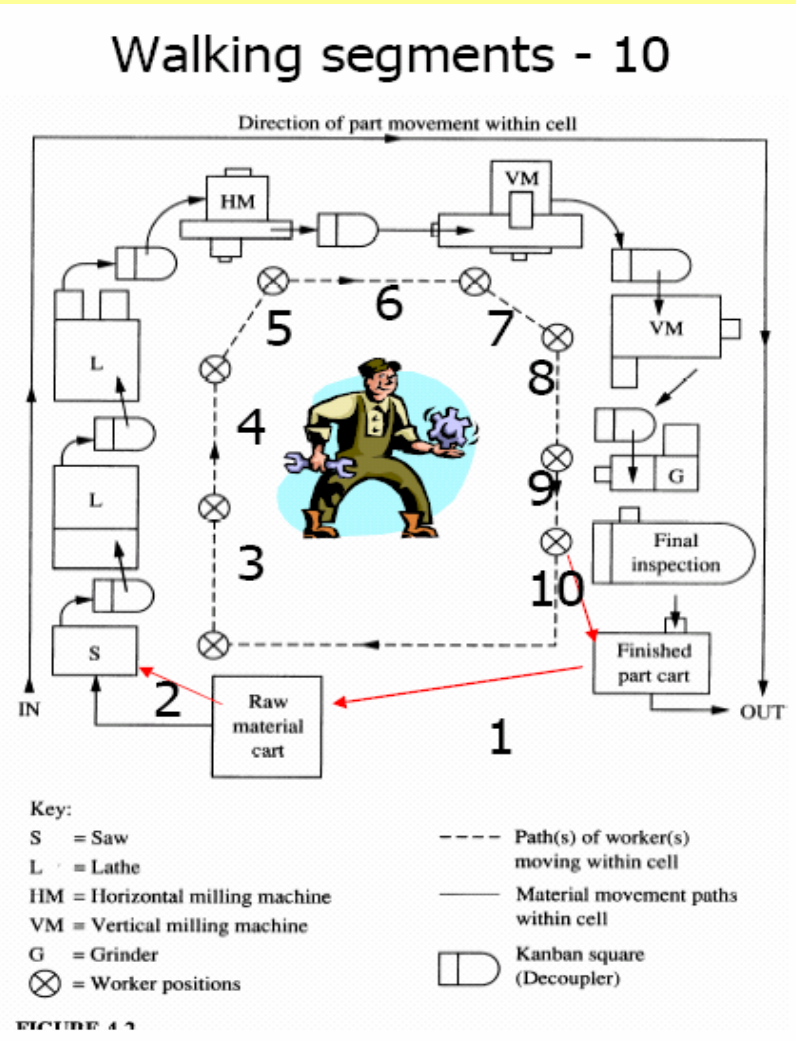 Walking segments - 10
Direction of part movement within cell
HM
VM
L
5
6
7
8
VM
4
L
9
G
3
10
Final
inspection
S
2
Raw
material
cart
1
Finished
part cart
IN
OUT
Key:
S = Saw
L = Lathe
HM = Horizontal milling machine
VM = Vertical milling machine
G = Grinder
= Worker positions
Path(s) of worker(s)
moving within cell
Material movement paths
within cell
Kanban square
(Decoupler)